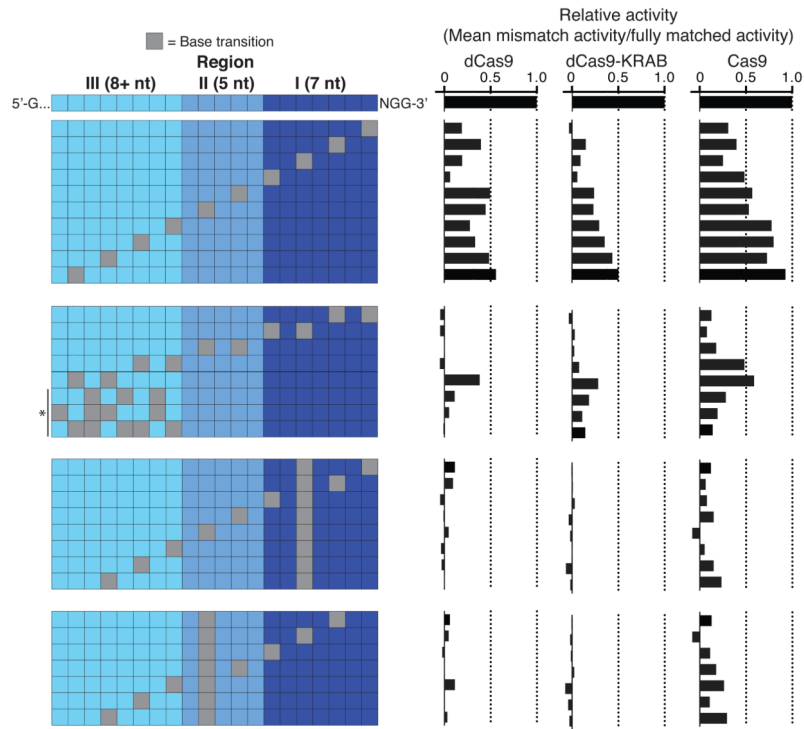 Relative activity
(Mean mismatch activity/fully matched activity)
= Base transition
Region
III (8+ nt) II (5 nt) I (7 nt)
dCas9 dCas9-KRAB Cas9
0 0.5 1.0 0 0.5 1.0 0 0.5 1.0
5'-G... NGG-3'
*